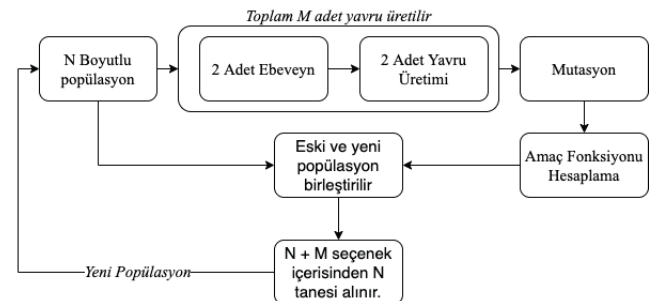 Toplam M adet yavru üretilir
N Boyutlu
popülasyon
2 Adet Ebeveyn
2 Adet Yavru
Üretimi
Mutasyon
Eski ve yeni
popülasyon
birleştirilir
Amaç Fonksiyonu
Hesaplama
N + M seçenek
içerisinden N
tanesi alınır.
Yeni Popülasyon